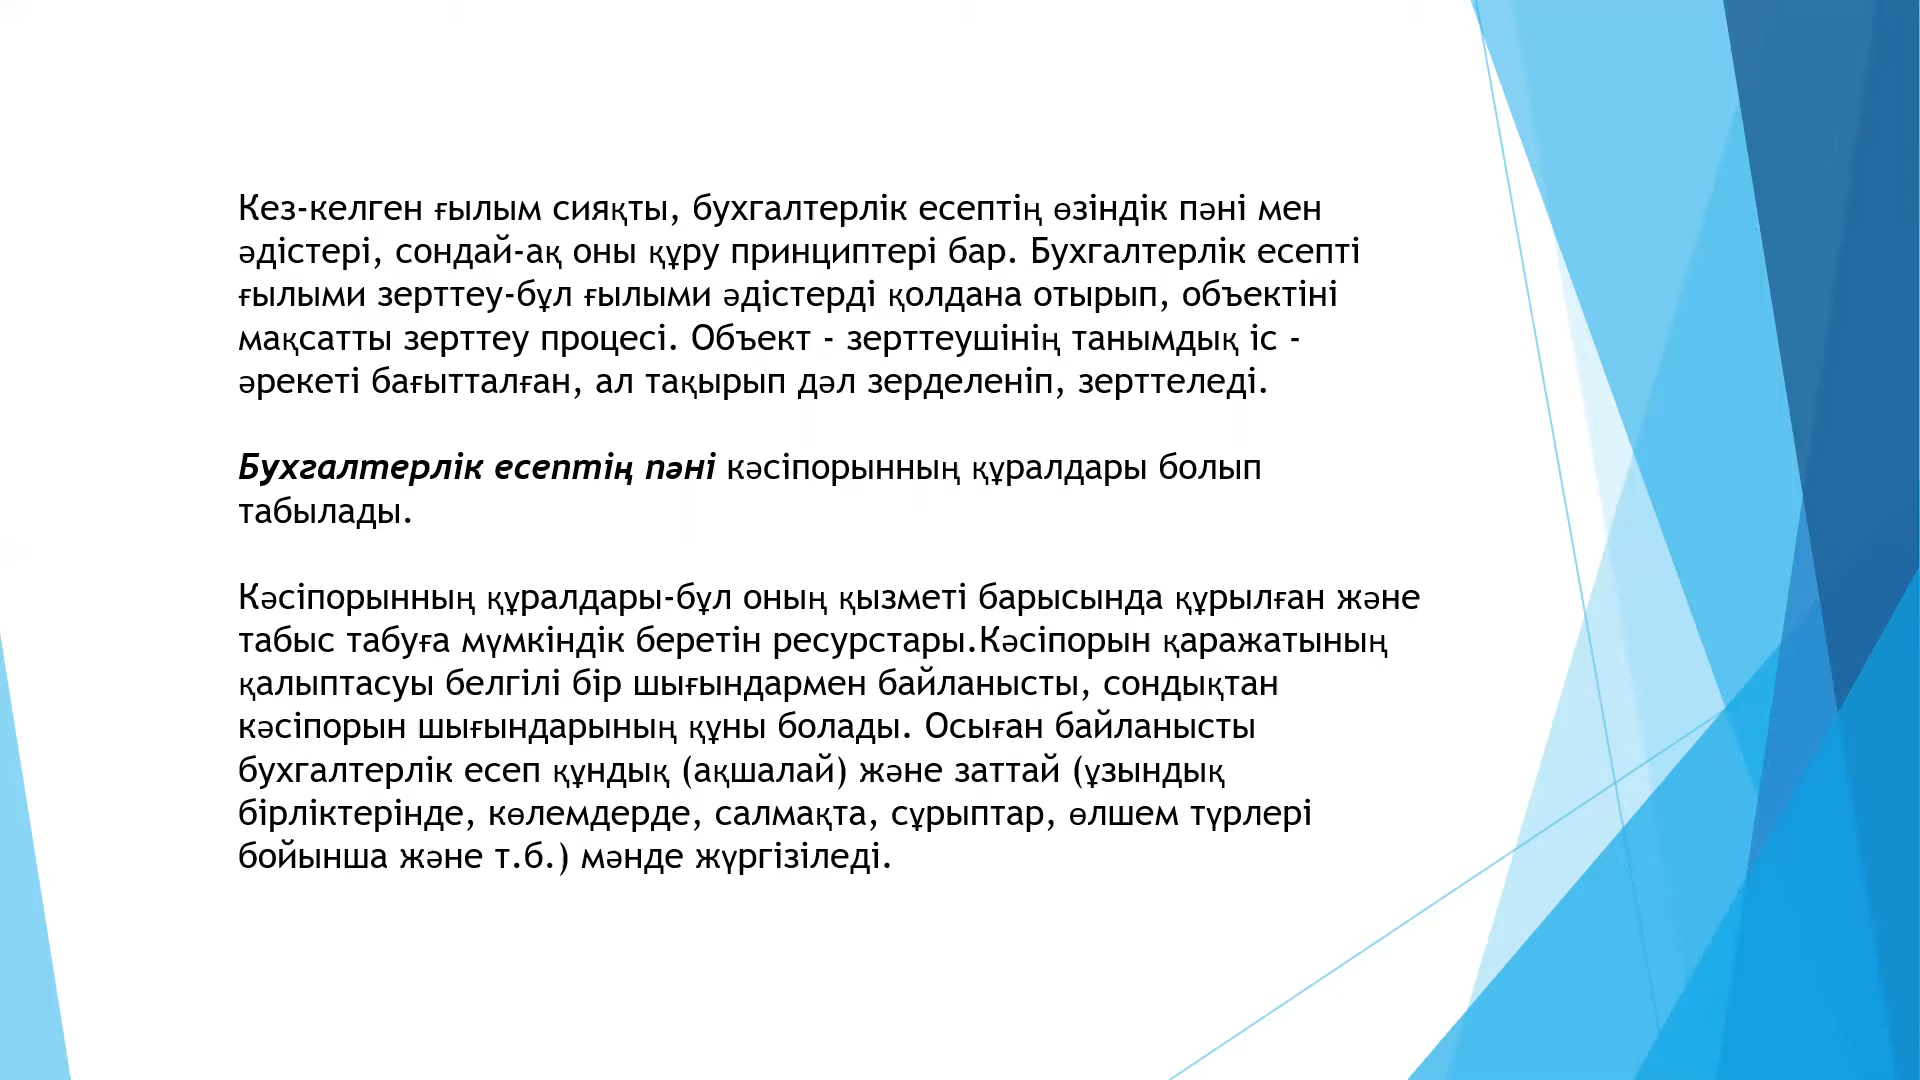 Кез-келген ғылым сияқты, бухгалтерлік есептің өзіндік пәні мен
әдістері, сондай-ақ оны құру принциптері бар. Бухгалтерлік есепті
ғылыми зерттеу-бұл ғылыми әдістерді қолдана отырып, объектіні
мақсатты зерттеу процесі. Объект - зерттеушінің танымдық іс -
әрекеті бағытталған, ал тақырып дәл зерделеніп, зерттеледі.
Бухгалтерлік есептің пәні кәсіпорынның құралдары болып
табылады.
Кәсіпорынның құралдары-бұл оның қызметі барысында құрылған және
табыс табуға мүмкіндік беретін ресурстары.Кәсіпорын қаражатының
қалыптасуы белгілі бір шығындармен байланысты, сондықтан
кәсіпорын шығындарының құны болады. Осыған байланысты
бухгалтерлік есеп құндық (ақшалай) және заттай (ұзындық
бірліктерінде, көлемдерде, салмақта, сұрыптар, өлшем түрлері
бойынша және т.б.) мәнде жүргізіледі.